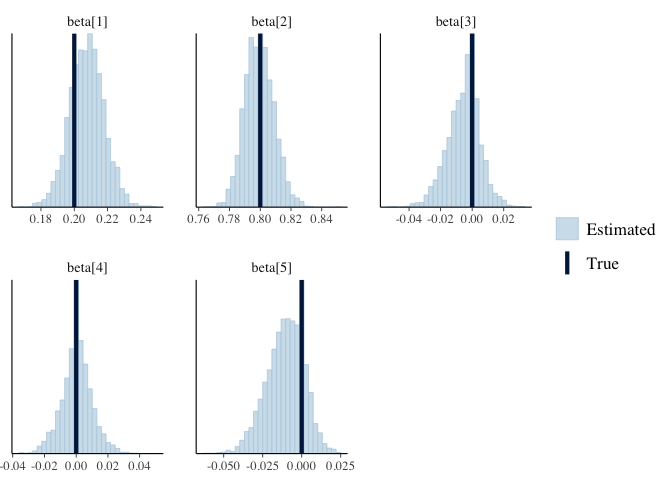 beta[1] beta[2] beta[3]
0.18 0.20 0.22 0.24 0.76 0.78 0.80 0.82 0.84 -0.04 -0.02 0.00 0.02
Estimated
True
beta[4] beta[5]
-0.04 -0.02 0.00 0.02 0.04 -0.050 -0.025 0.000 0.025